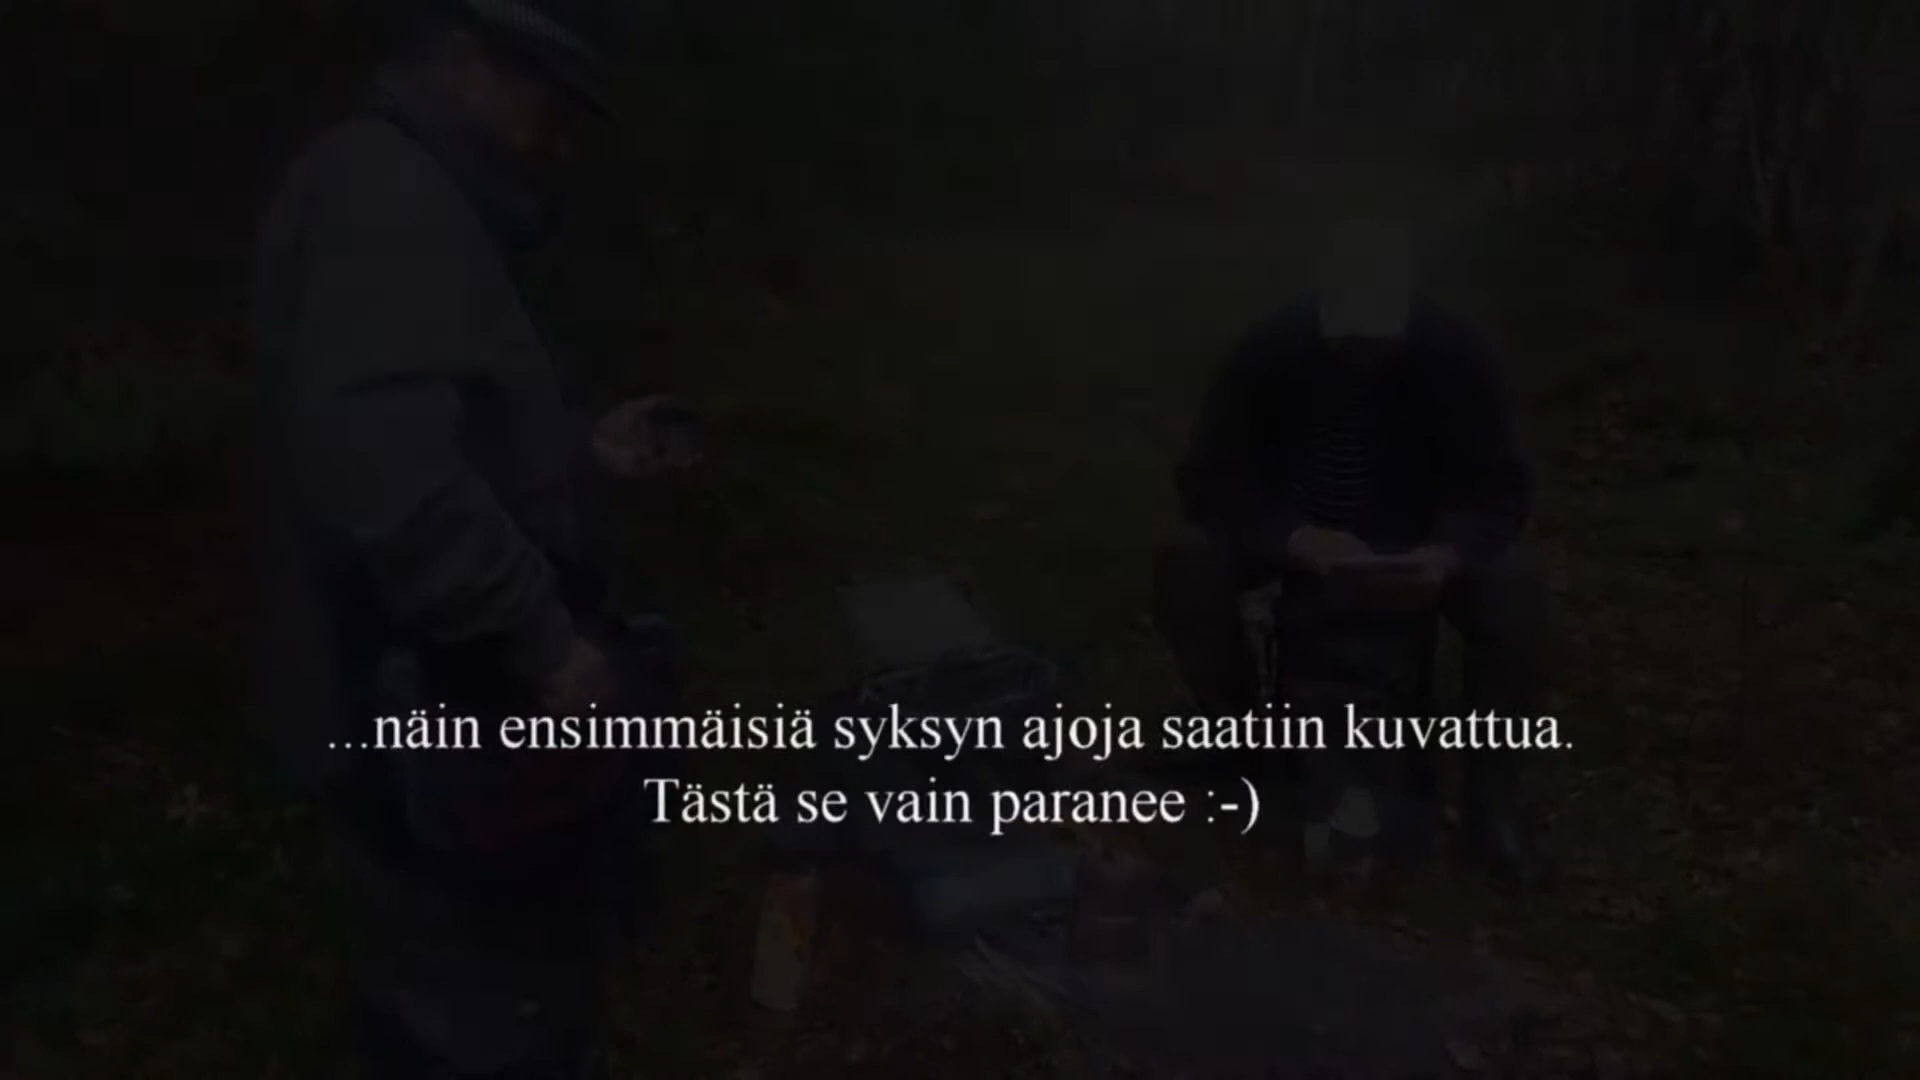 ...näin ensimmäisiä syksyn ajoja saatiin kuvattua.
Tästä se vain paranee :-)